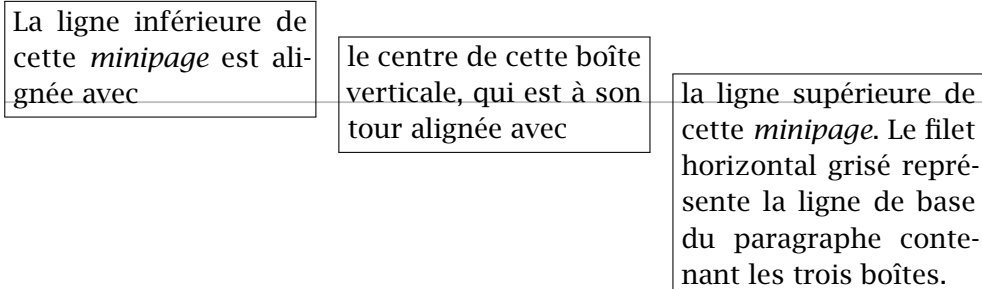 La ligne inférieure de
cette minipage est ali-
gnée avec
le centre de cette boîte
verticale, qui est à son
tour alignée avec
la ligne supérieure de
cette minipage. Le filet
horizontal grisé repré-
sente la ligne de base
du paragraphe conte-
nant les trois boîtes.